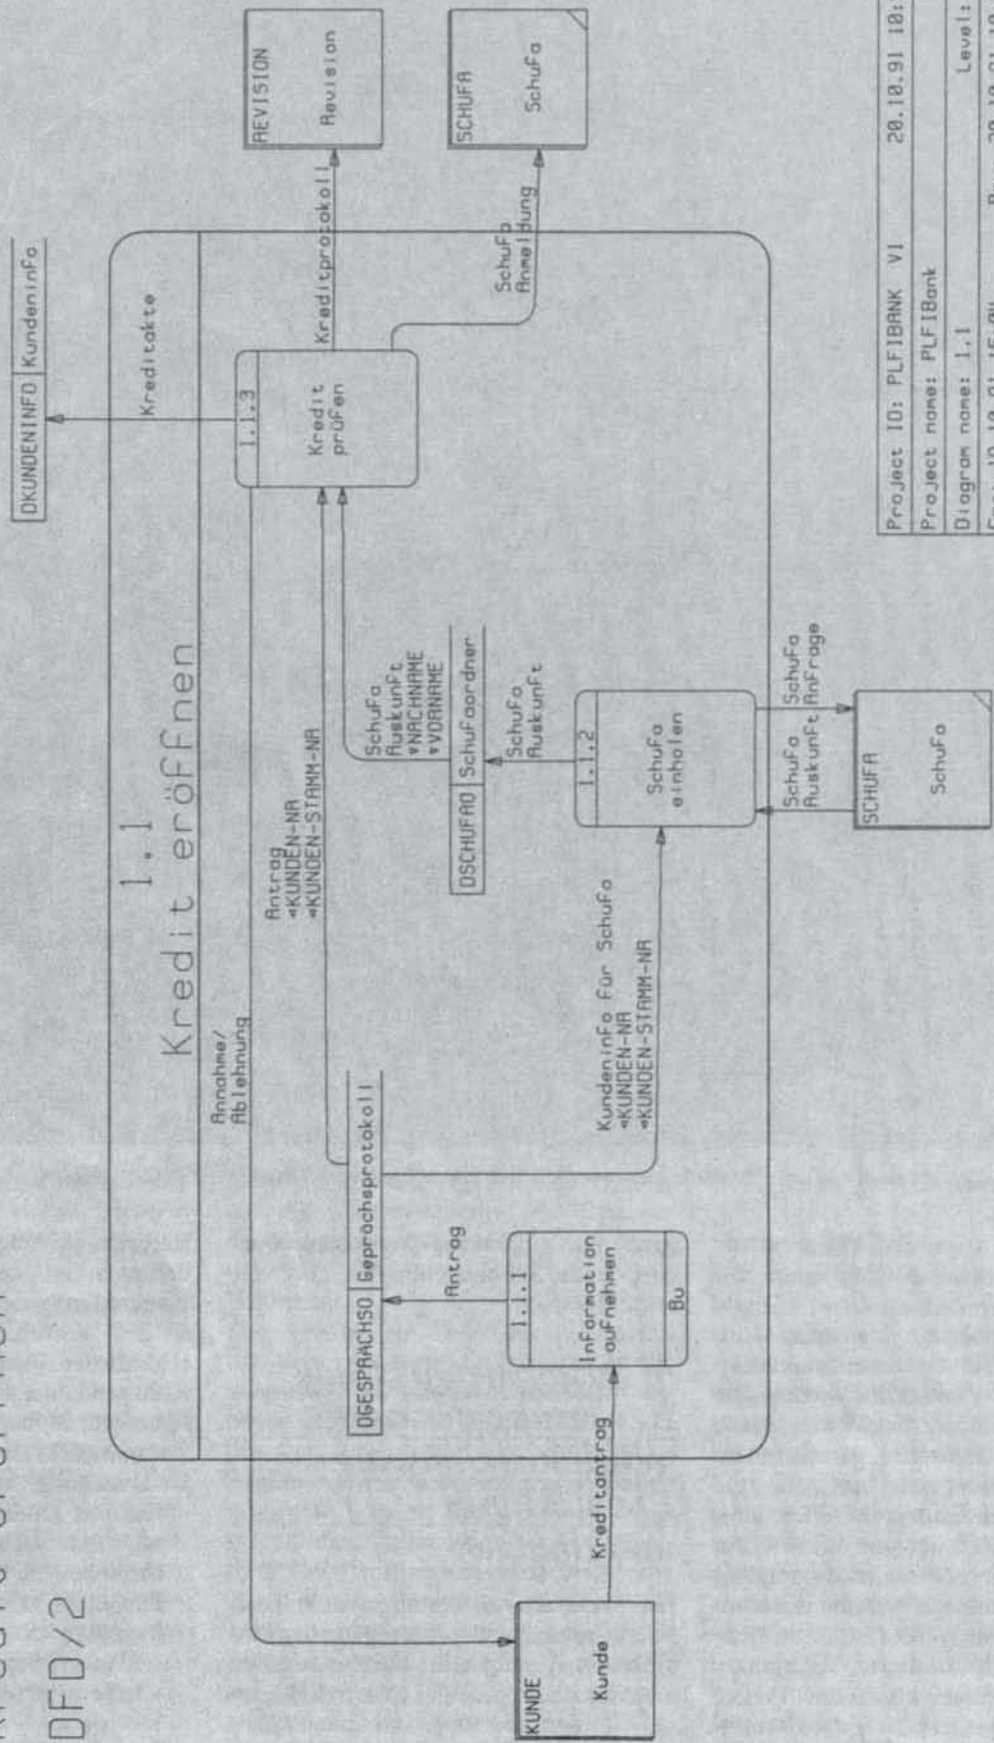 DFD/2
1.1
Kredit eröffnen
DKUNDENINFO Kundeninfo
Kreditakte
REVISION
Revision
Kreditprotokoll
SCHUFA
Schufa
Schufa
Anmeldung
1.1.3
Kredit
prüfen
Annahme/
Ablehnung
Antrag
*KUNDEN-NR
*KUNDEN-STAMM-NR
Schufa
Auskunft
*NACHNAME
*VORNAME
DSCHUFAO Schufaordner
Schufa
Auskunft
1.1.2
Schufa
einholen
Schufa
Auskunft
Schufa
Anfrage
SCHUFA
Schufa
Kundeninfo für Schufa
*KUNDEN-NR
*KUNDEN-STAMM-NR
DGESPRÄCHSO Gesprächsprotokoll
Antrag
1.1.1
Information
aufnehmen
Bu
Kreditantrag
KUNDE
Kunde
Project ID: PLFIBANK V1 20.10.91 10:
Project name: PLFIBank
Diagram name: 1.1 Level: